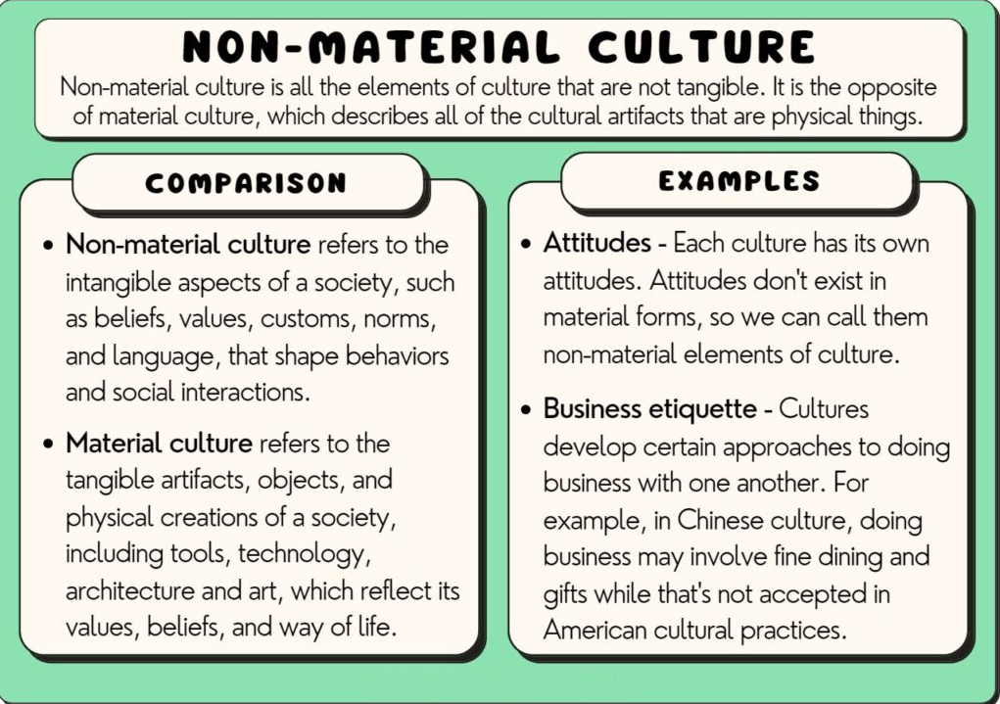 NON-MATERIAL CULTURE
Non-material culture is all the elements of culture that are not tangible. It is the opposite
of material culture, which describes all of the cultural artifacts that are physical things.
COMPARISON
• Non-material culture refers to the
intangible aspects of a society, such
as beliefs, values, customs, norms,
and language, that shape behaviors
and social interactions.
• Material culture refers to the
tangible artifacts, objects, and
physical creations of a society,
including tools, technology,
architecture and art, which reflect its
values, beliefs, and way of life.
EXAMPLES
• Attitudes - Each culture has its own
attitudes. Attitudes don't exist in
material forms, so we can call them
non-material elements of culture.
• Business etiquette - Cultures
develop certain approaches to doing
business with one another. For
example, in Chinese culture, doing
business may involve fine dining and
gifts while that's not accepted in
American cultural practices.